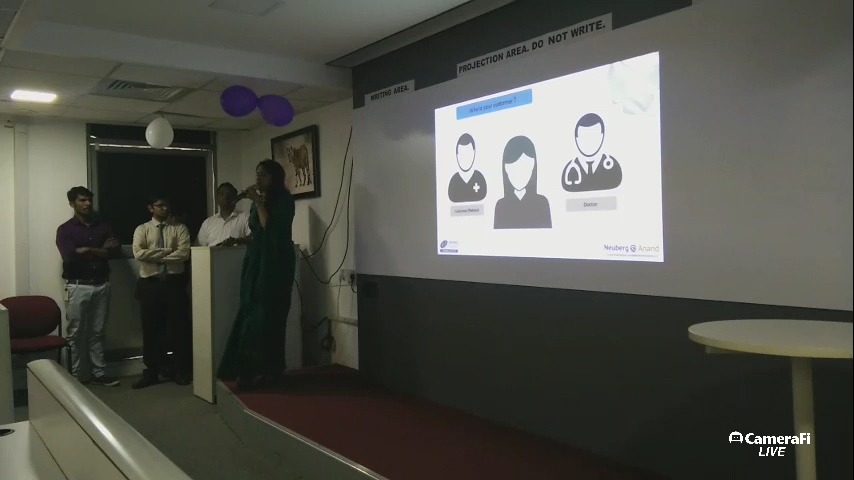 PROJECTION AREA. DO NOT WRITE.
WRITING AREA.
Who is your customer ?
Doctor
Neuberg Anand
CameraFi
LIVE